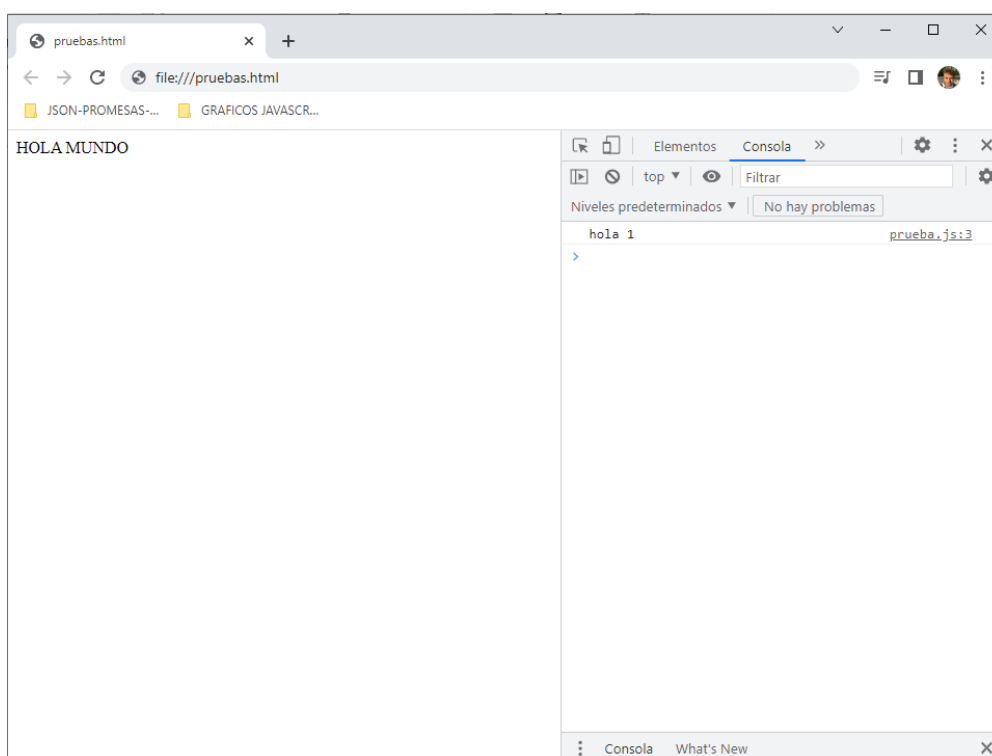 pruebas.html
file:///pruebas.html
JSON-PROMESAS-... GRAFICOS JAVASCR...
HOLA MUNDO
Elementos Consola
top Filtrar
Niveles predeterminados No hay problemas
hola 1 prueba.js:3
Consola What's New